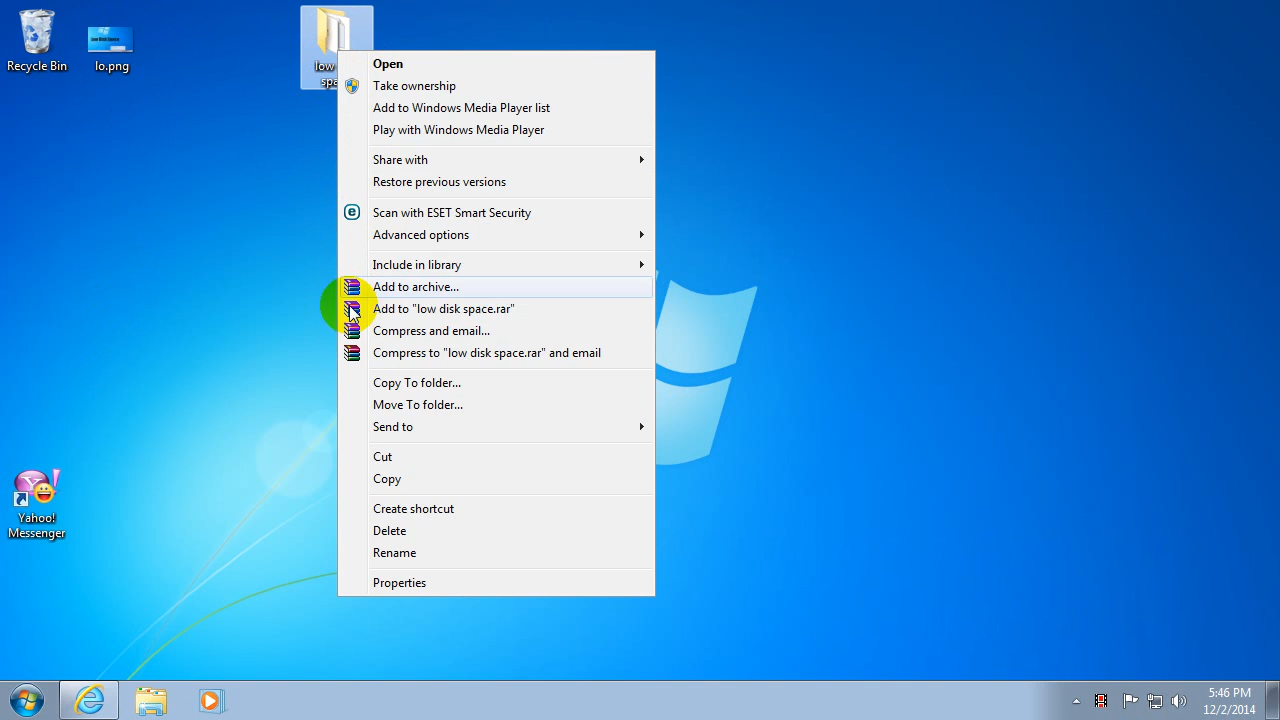 Recycle Bin
lo.png
low
Open
Take ownership
Add to Windows Media Player list
Play with Windows Media Player
Share with
Restore previous versions
Scan with ESET Smart Security
Advanced options
Include in library
Add to archive...
Add to "low disk space.rar"
Compress and email...
Compress to "low disk space.rar" and email
Copy To folder...
Move To folder...
Send to
Cut
Copy
Create shortcut
Delete
Rename
Properties
Yahoo!
Messenger
5:46 PM
12/2/2014